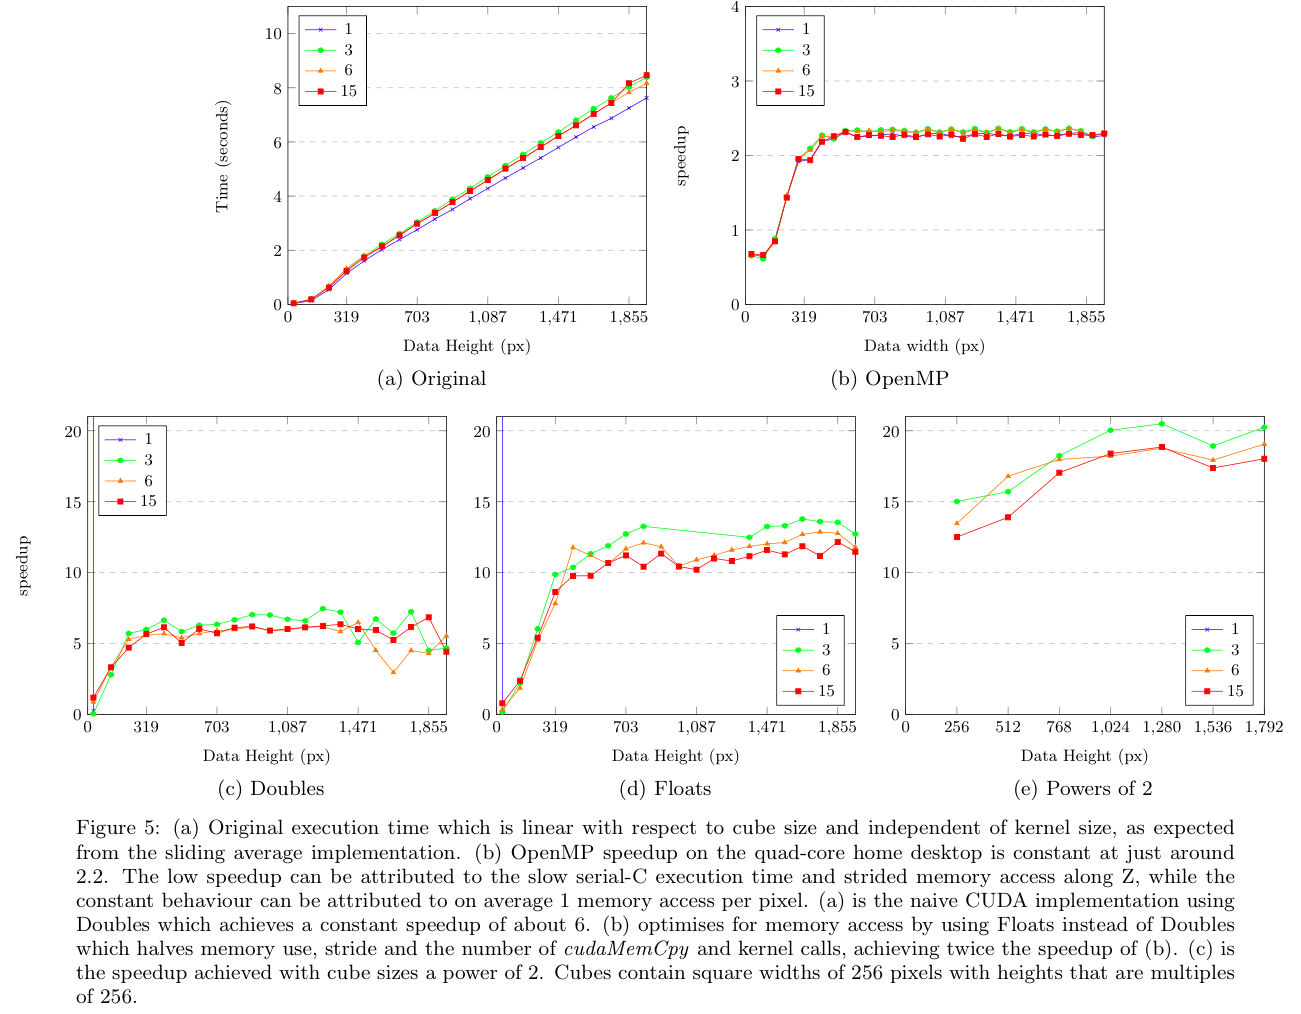 10
8
6
4
2
0
Time (seconds)
1
3
6
15
0 319 703 1,087 1,471 1,855
Data Height (px)
(a) Original
4
3
2
1
0
speedup
1
3
6
15
0 319 703 1,087 1,471 1,855
Data width (px)
(b) OpenMP
20
15
10
5
0
speedup
1
3
6
15
0 319 703 1,087 1,471 1,855
Data Height (px)
(c) Doubles
20
15
10
5
0
1
3
6
15
0 319 703 1,087 1,471 1,855
Data Height (px)
(d) Floats
20
15
10
5
0
1
3
6
15
0 256 512 768 1,024 1,280 1,536 1,792
Data Height (px)
(e) Powers of 2
Figure 5: (a) Original execution time which is linear with respect to cube size and independent of kernel size, as expected
from the sliding average implementation. (b) OpenMP speedup on the quad-core home desktop is constant at just around
2.2. The low speedup can be attributed to the slow serial-C execution time and strided memory access along Z, while the
constant behaviour can be attributed to on average 1 memory access per pixel. (a) is the naive CUDA implementation using
Doubles which achieves a constant speedup of about 6. (b) optimises for memory access by using Floats instead of Doubles
which halves memory use, stride and the number of cudaMemCpy and kernel calls, achieving twice the speedup of (b). (c) is
the speedup achieved with cube sizes a power of 2. Cubes contain square widths of 256 pixels with heights that are multiples
of 256.